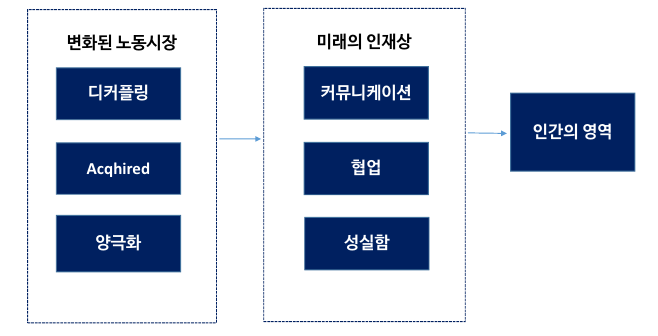 변화된 노동시장
디커플링
Acqhired
양극화
미래의 인재상
커뮤니케이션
협업
성실함
인간의 영역